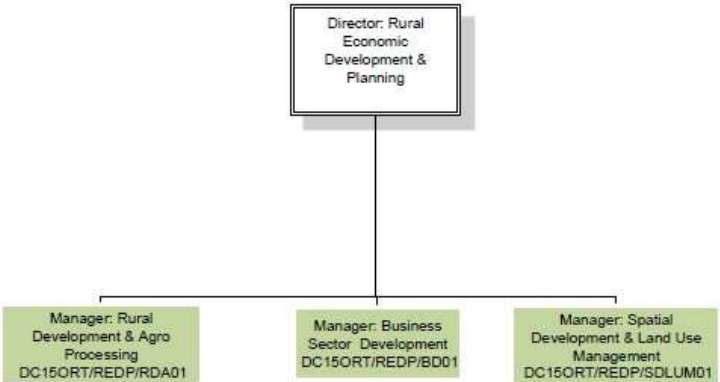 Director: Rural
Economic
Development &
Planning
Manager: Rural
Development & Agro
Processing
DC15ORT/REDP/RDA01
Manager: Business
Sector Development
DC15ORT/REDP/BD01
Manager: Spatial
Development & Land Use
Management
DC15ORT/REDP/SDLUM01